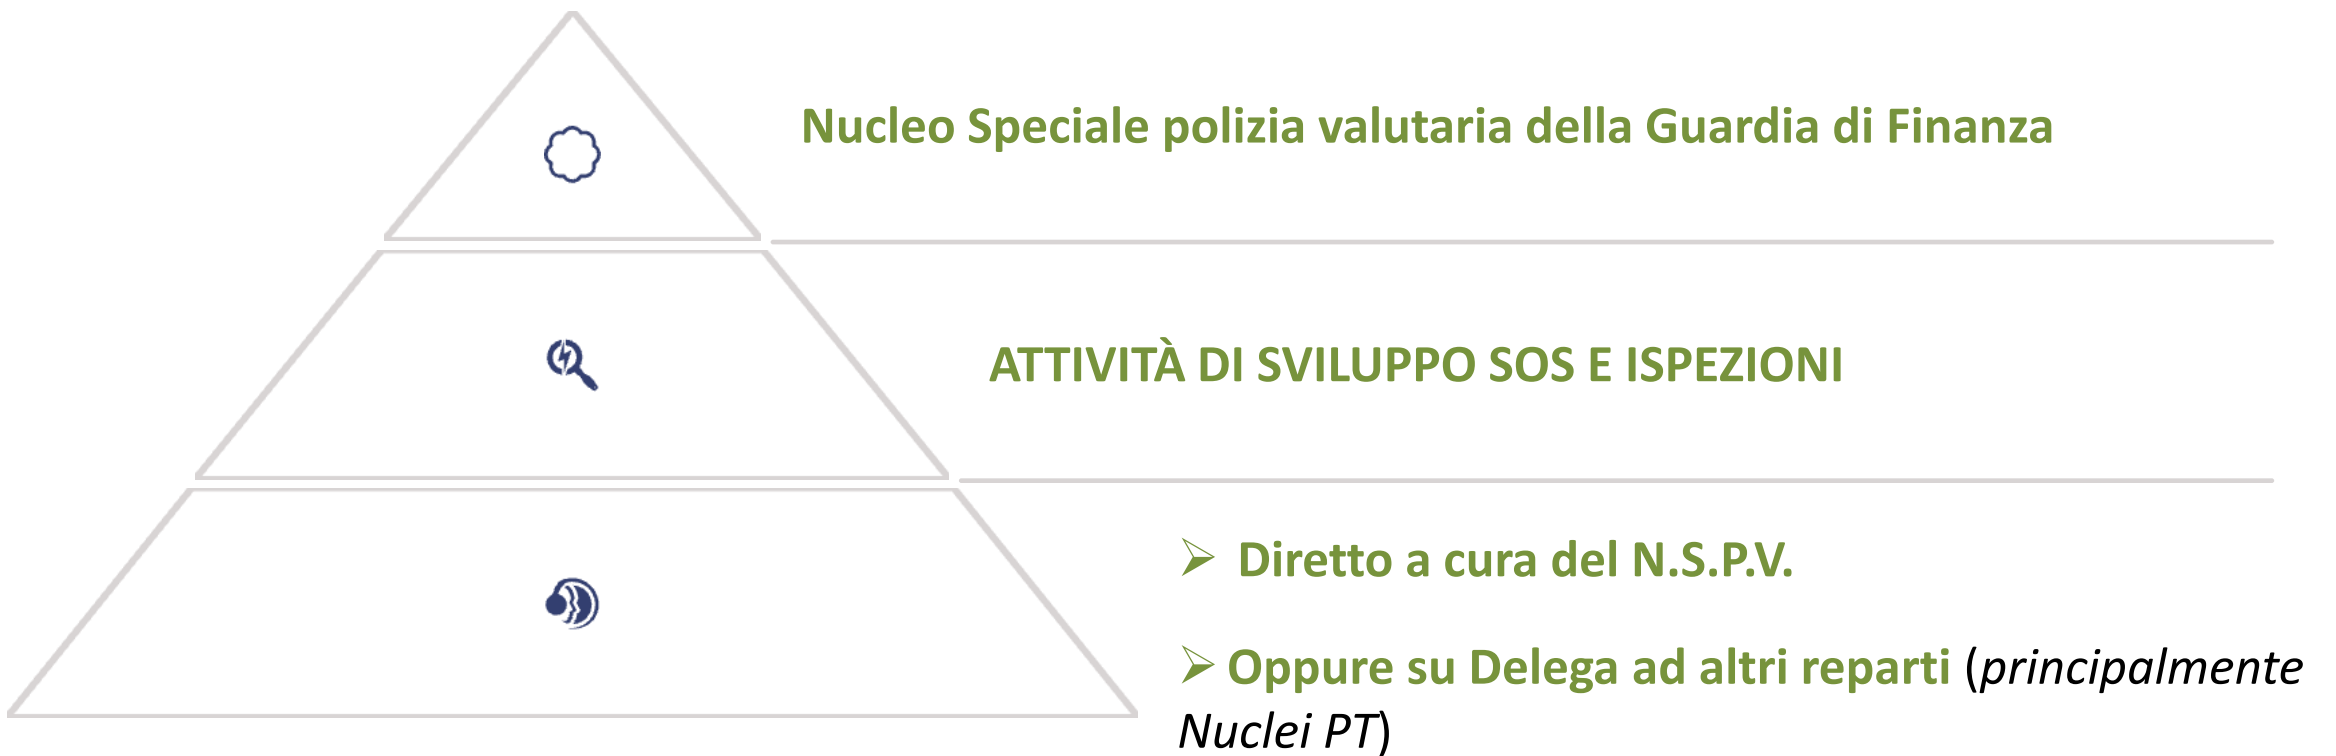 Nucleo Speciale polizia valutaria della Guardia di Finanza
ATTIVITÀ DI SVILUPPO SOS E ISPEZIONI
➢ Diretto a cura del N.S.P.V.
➢ Oppure su Delega ad altri reparti (principalmente
Nuclei PT)